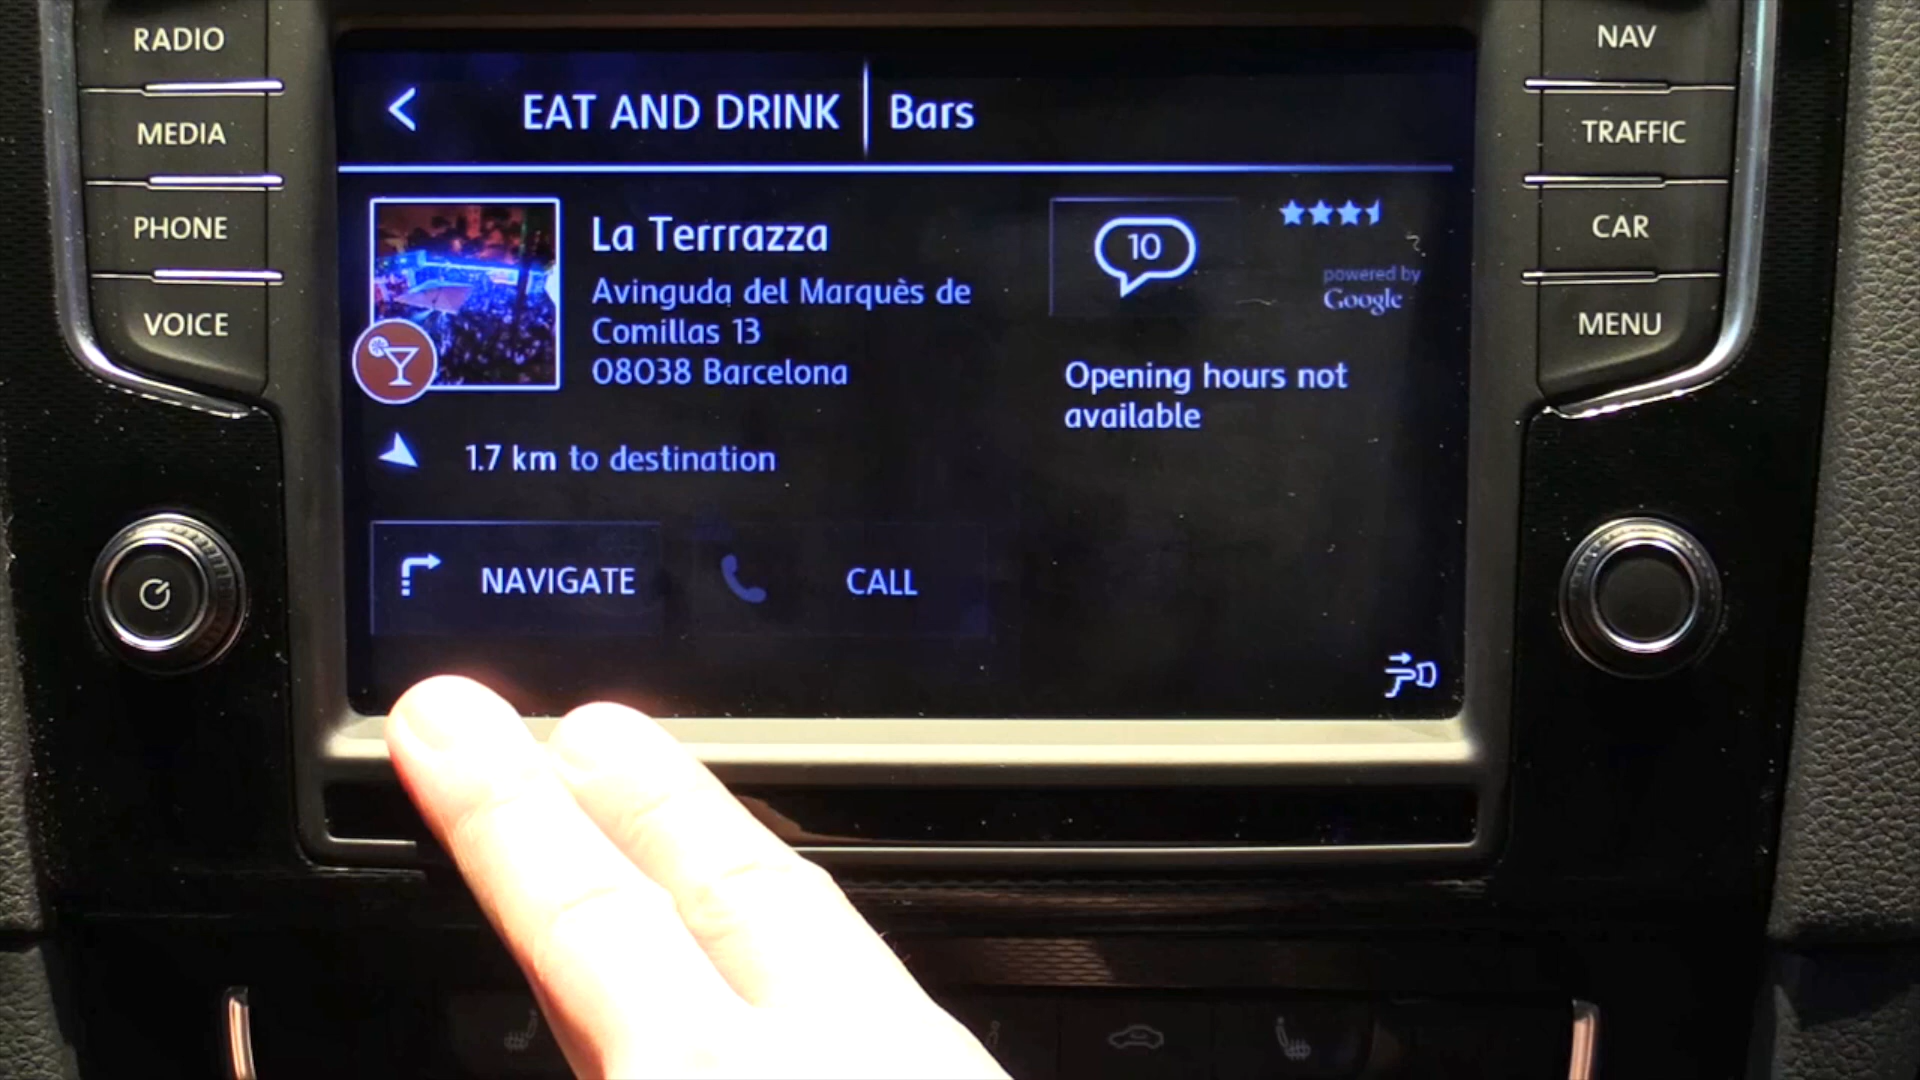 RADIO
MEDIA
PHONE
VOICE
EAT AND DRINK
Bars
La Terrrazza
Avinguda del Marquès de
Comillas 13
08038 Barcelona
1.7 km to destination
NAVIGATE
CALL
10
powered by
Google
Opening hours not
available
NAV
TRAFFIC
CAR
MENU